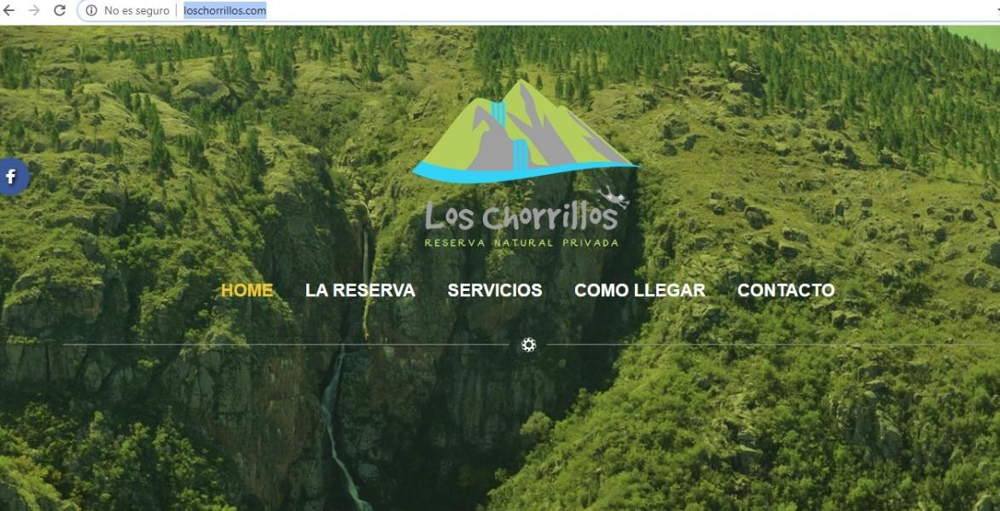 No es seguro | loschorrillos.com
Los Chorrillos
RESERVA NATURAL PRIVADA
HOME LA RESERVA SERVICIOS COMO LLEGAR CONTACTO